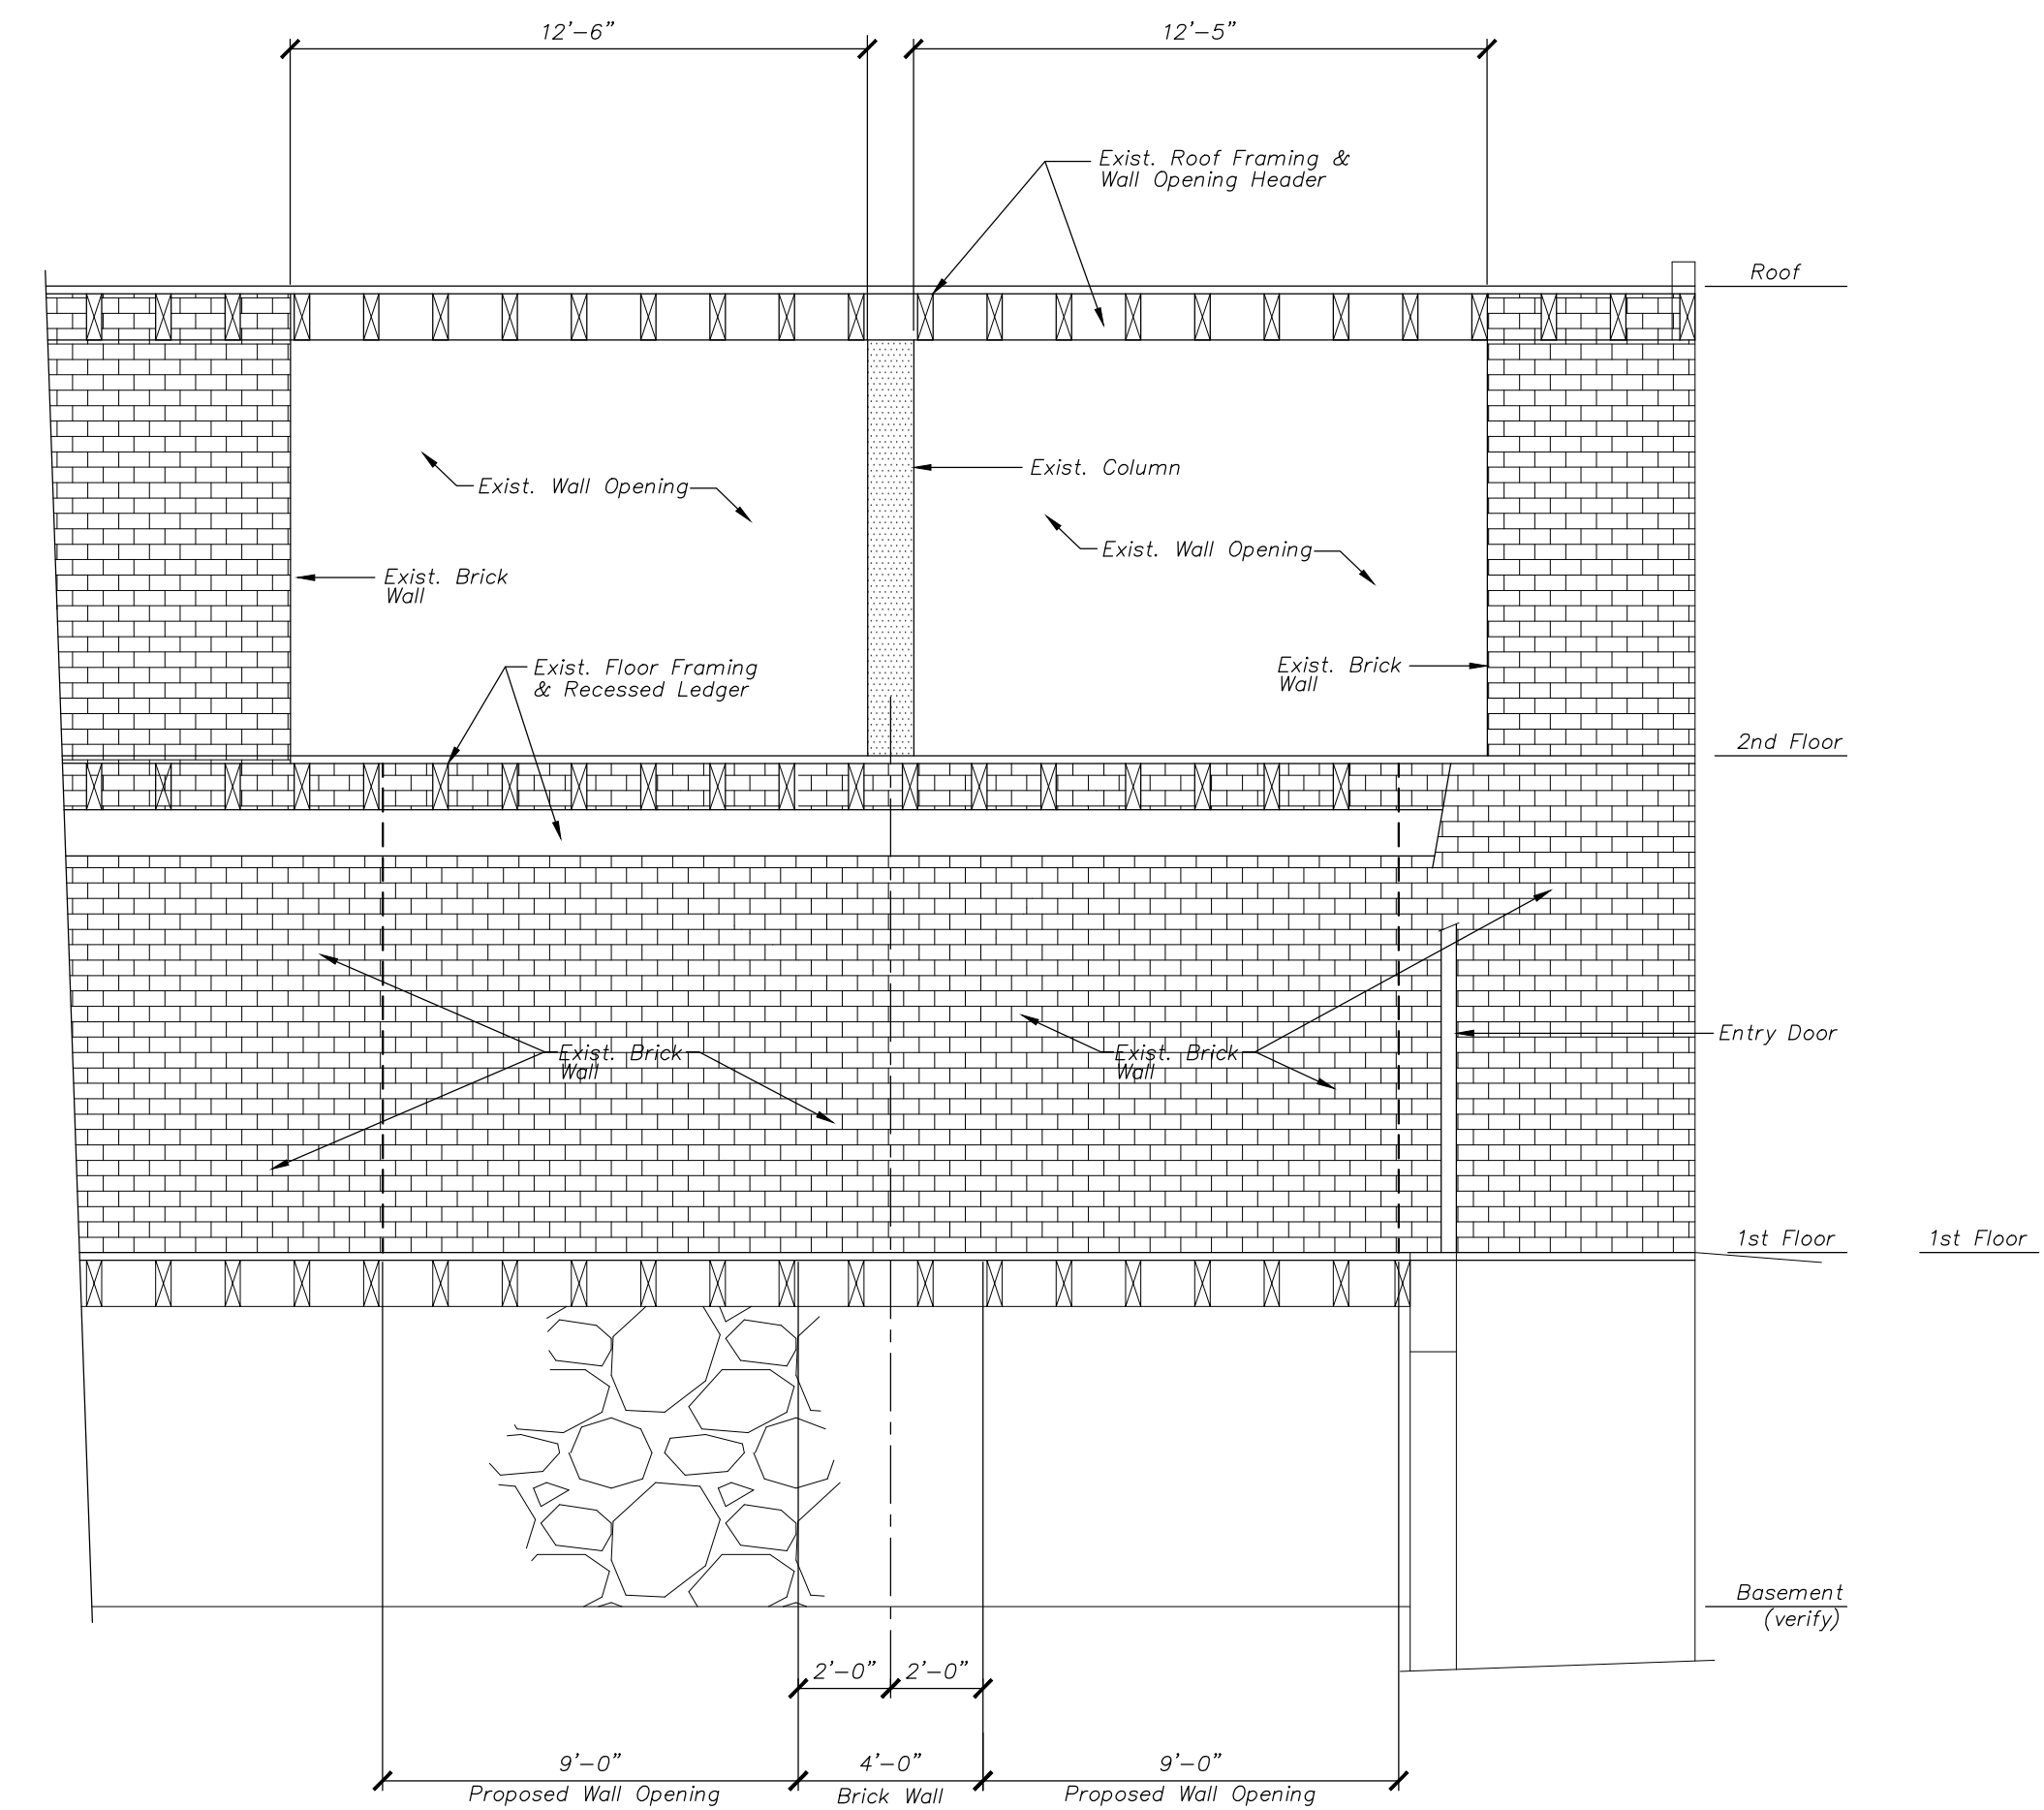 12'-6"
12'-5"
Exist. Roof Framing &
Wall Opening Header
Roof
Exist. Column
Exist. Wall Opening
Exist. Wall Opening
Exist. Brick
Wall
Exist. Floor Framing
& Recessed Ledger
Exist. Brick
Wall
2nd Floor
Exist. Brick
Wall
Exist. Brick
Wall
Entry Door
1st Floor
1st Floor
Basement
(verify)
2'-0"
2'-0"
9'-0"
Proposed Wall Opening
4'-0"
Brick Wall
9'-0"
Proposed Wall Opening